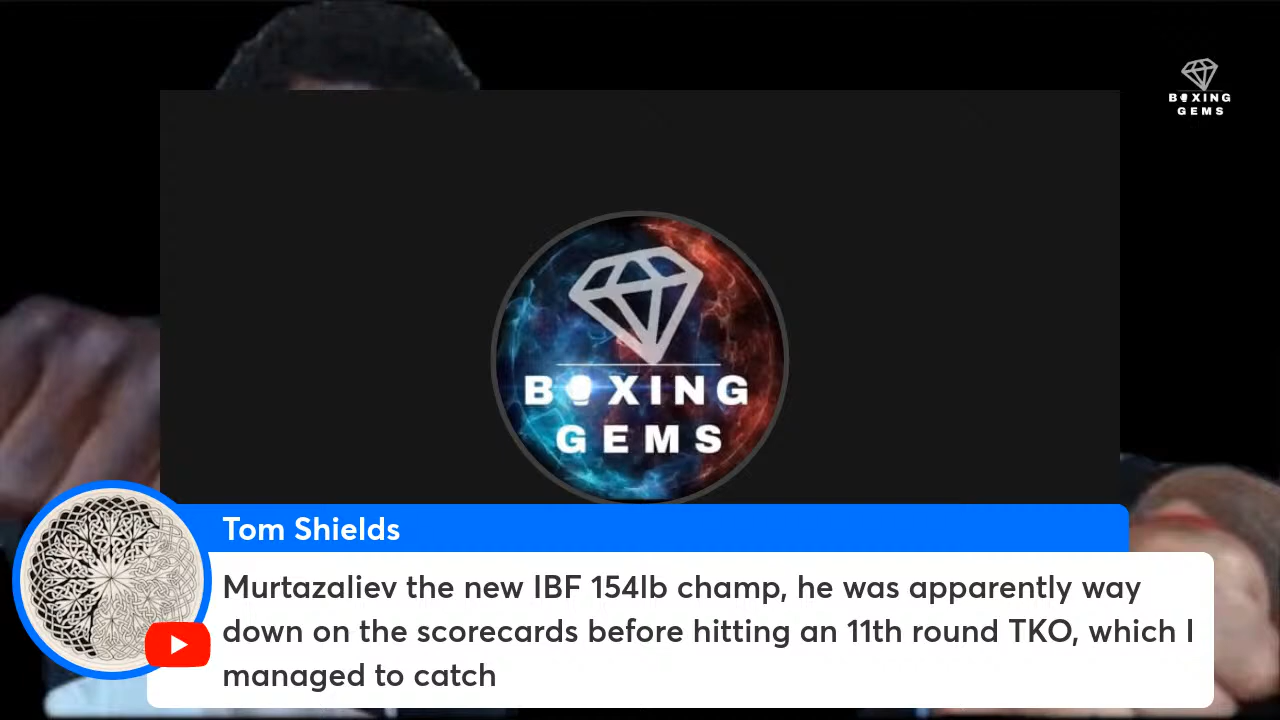 BOXING
GEMS
BOXING
GEMS
Tom Shields
Murtazaliev the new IBF 154lb champ, he was apparently way
down on the scorecards before hitting an 11th round TKO, which I
managed to catch